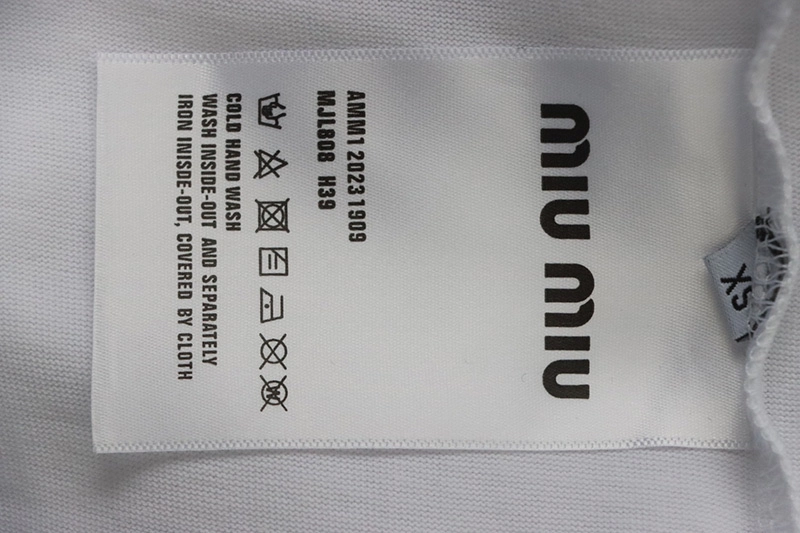 MIU MIU
XS
AMM1 2023 1909
MJL808 H39
COLD HAND WASH
WASH INSIDE-OUT AND SEPARATELY
IRON INISDE-OUT, COVERED BY CLOTH